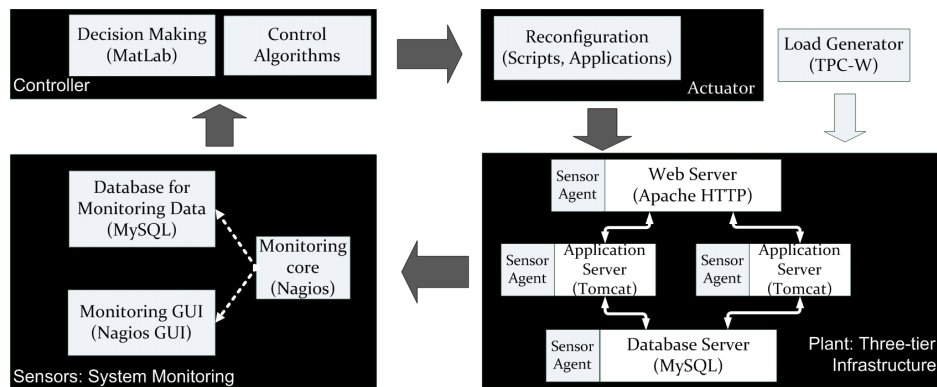 Decision Making
(MatLab)
Control
Algorithms
Controller
Reconfiguration
(Scripts, Applications)
Actuator
Load Generator
(TPC-W)
Database for
Monitoring Data
(MySQL)
Monitoring
core
(Nagios)
Monitoring GUI
(Nagios GUI)
Sensors: System Monitoring
Sensor
Agent
Web Server
(Apache HTTP)
Sensor
Agent
Application
Server
(Tomcat)
Sensor
Agent
Application
Server
(Tomcat)
Sensor
Agent
Database Server
(MySQL)
Plant: Three-tier
Infrastructure